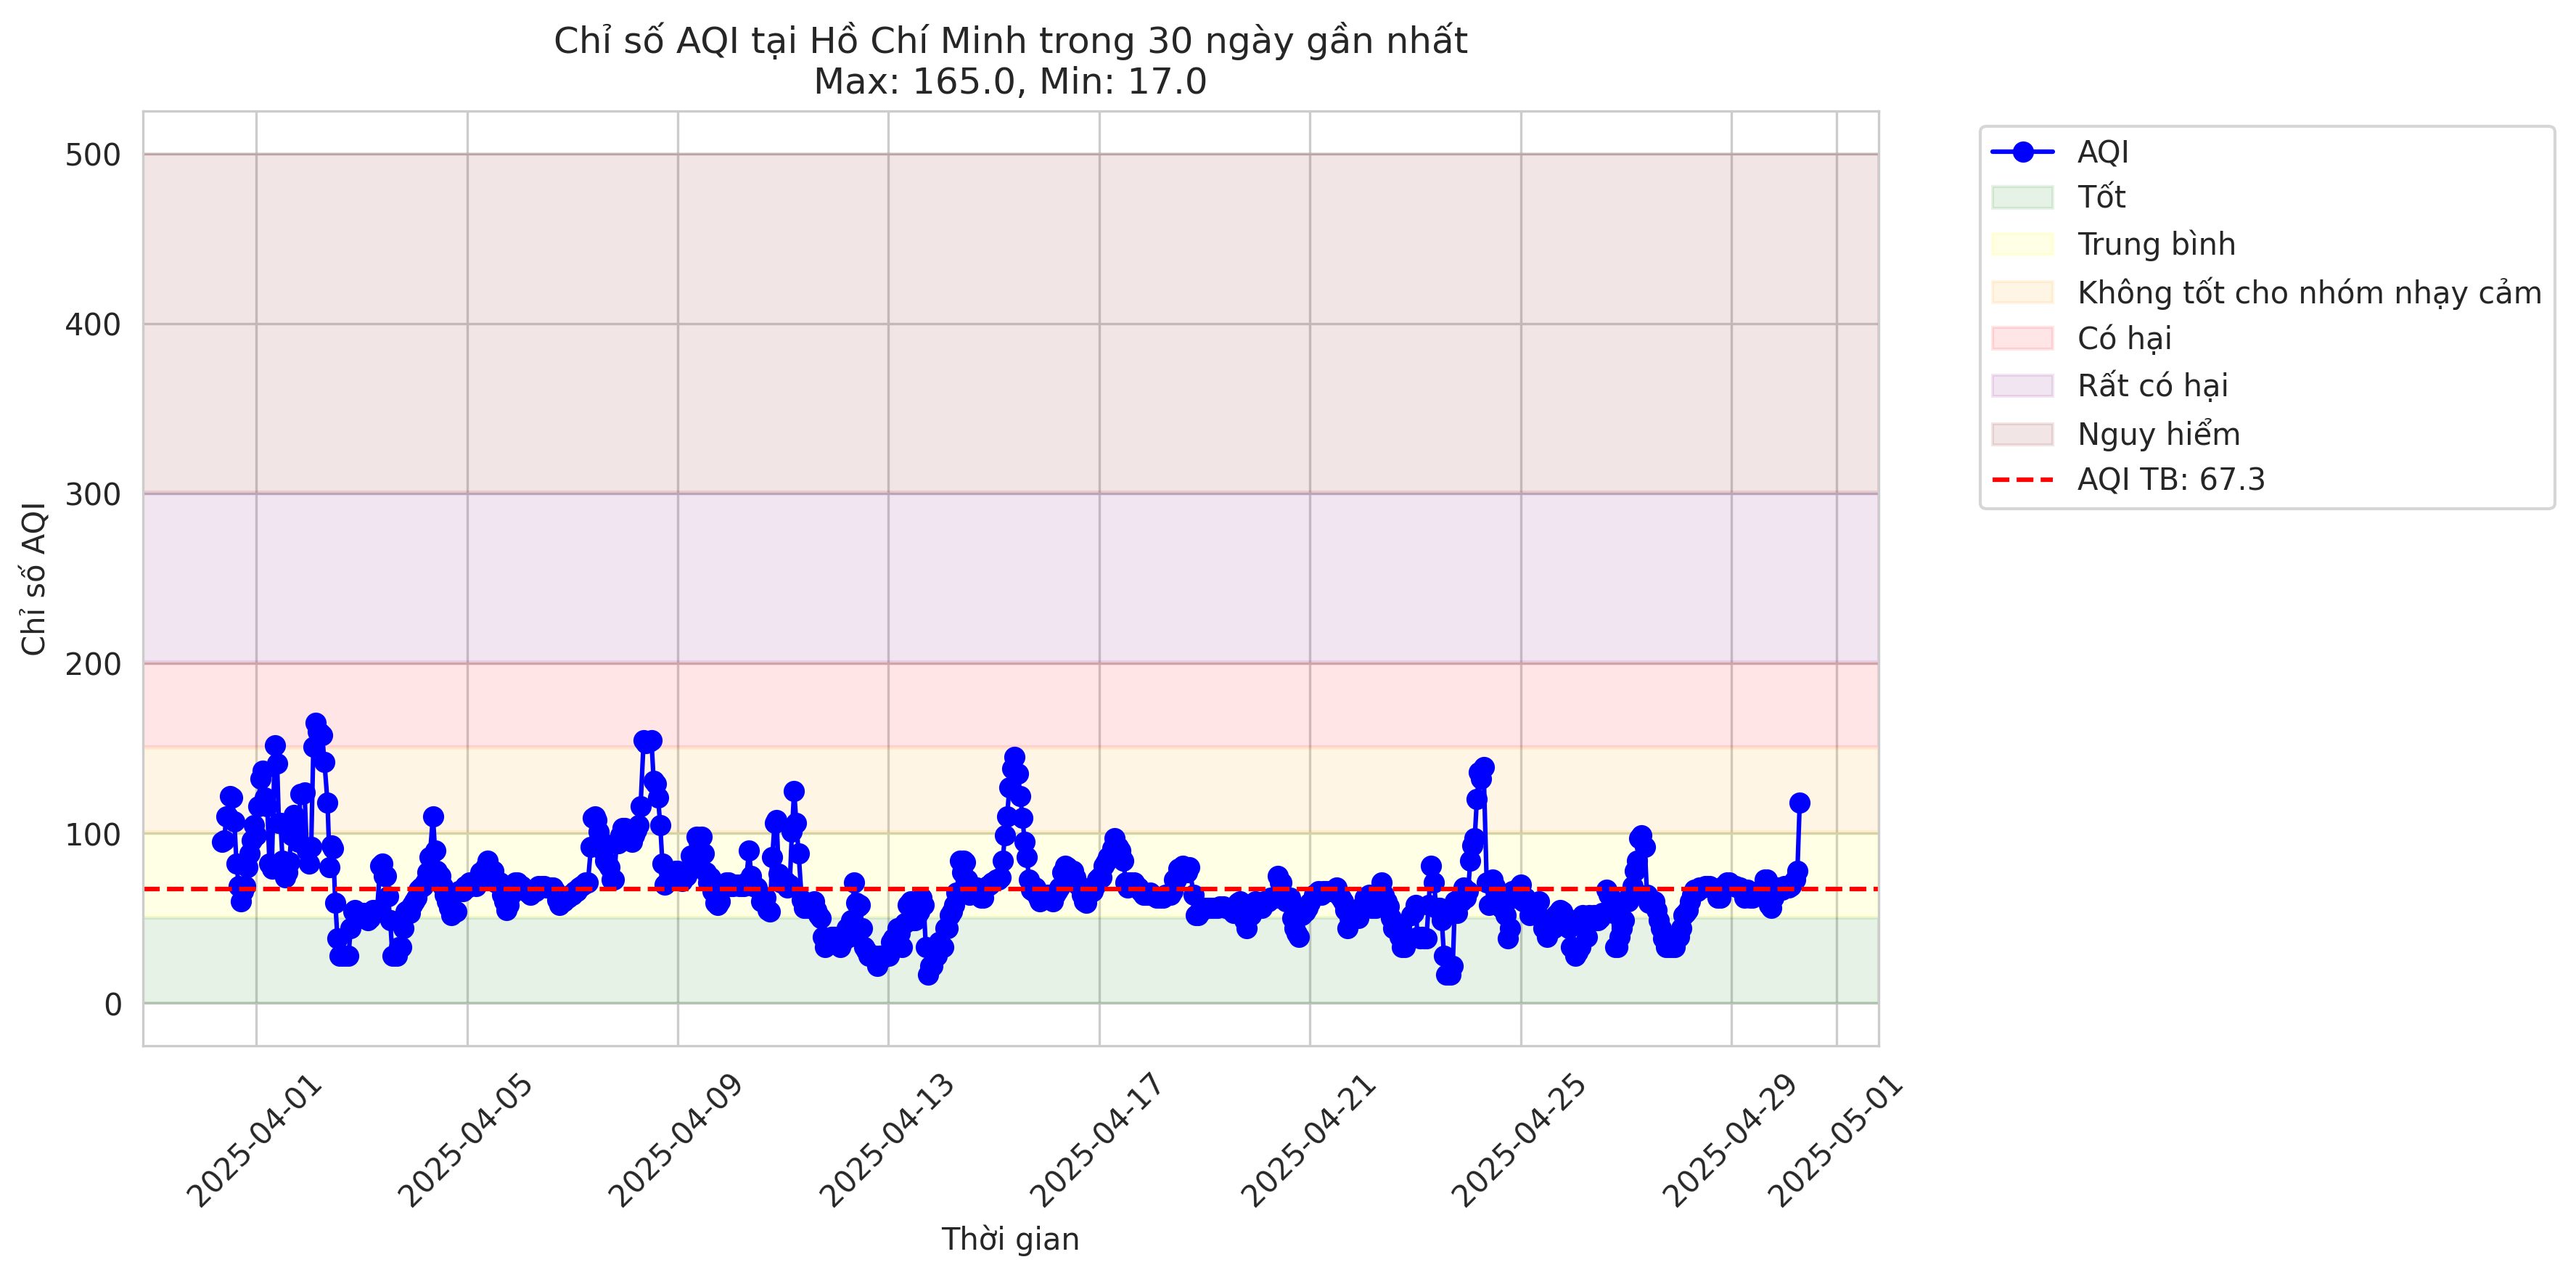 Chỉ số AQI tại Hồ Chí Minh trong 30 ngày gần nhất
Max: 165.0, Min: 17.0
Chỉ số AQI
500
400
300
200
100
0
2025-04-01
2025-04-05
2025-04-09
2025-04-13
2025-04-17
2025-04-21
2025-04-25
2025-04-29
2025-05-01
Thời gian
AQI
Tốt
Trung bình
Không tốt cho nhóm nhạy cảm
Có hại
Rất có hại
Nguy hiểm
AQI TB: 67.3